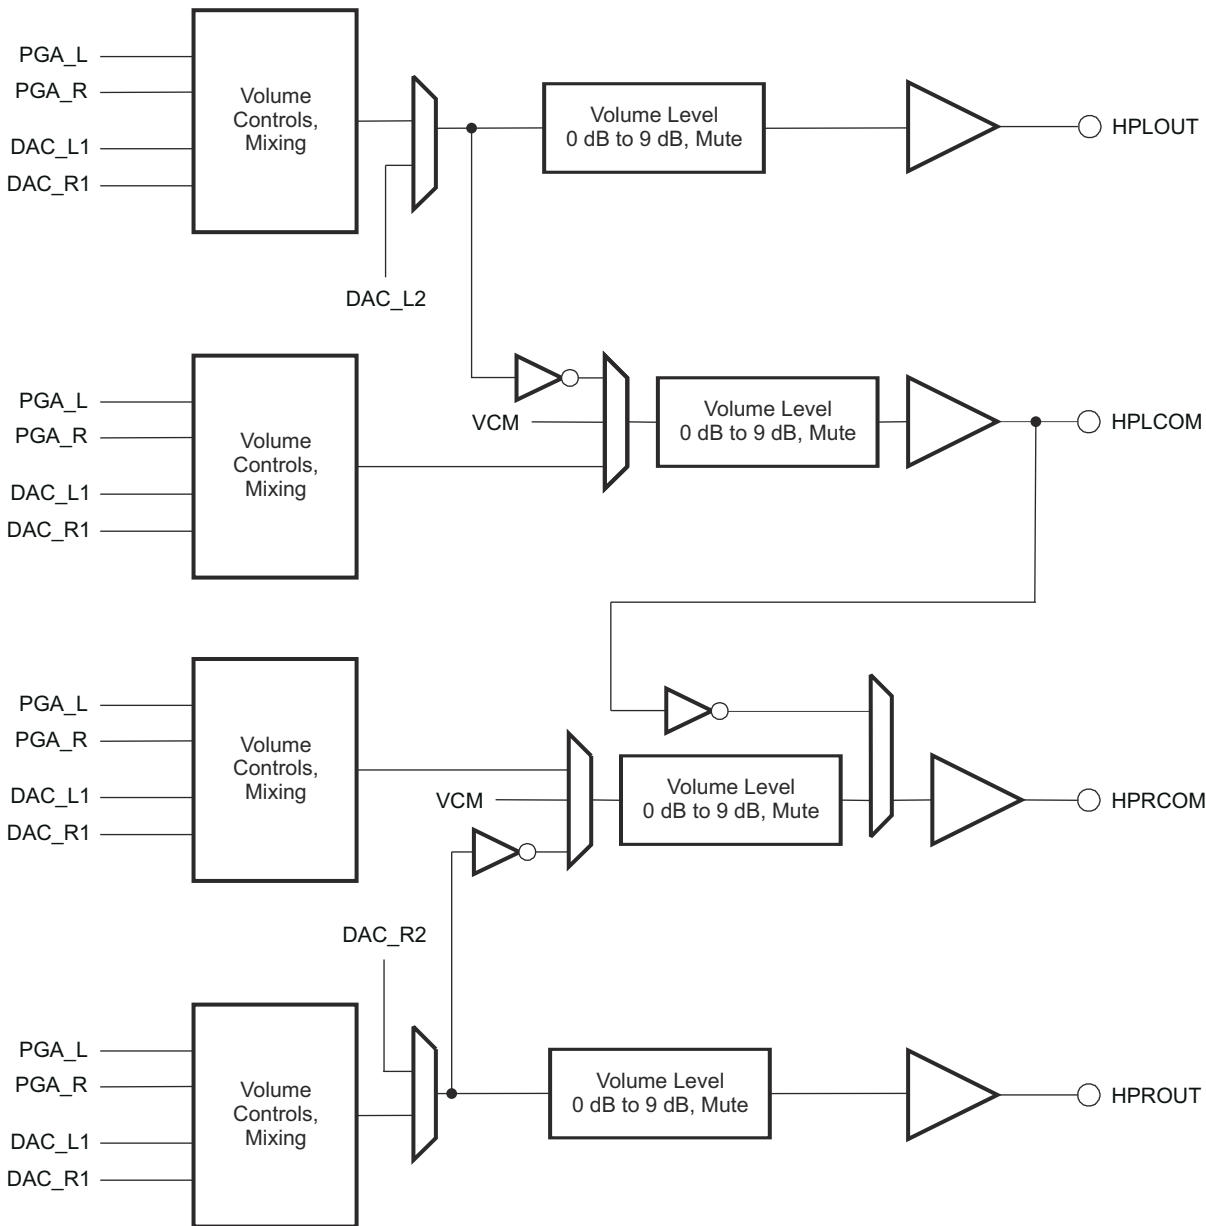 PGA_L
PGA_R
DAC_L1
DAC_R1
Volume
Controls,
Mixing
DAC_L2
Volume Level
0 dB to 9 dB, Mute
HPLOUT
PGA_L
PGA_R
DAC_L1
DAC_R1
Volume
Controls,
Mixing
VCM
Volume Level
0 dB to 9 dB, Mute
HPLCOM
PGA_L
PGA_R
DAC_L1
DAC_R1
Volume
Controls,
Mixing
VCM
Volume Level
0 dB to 9 dB, Mute
HPRCOM
DAC_R2
PGA_L
PGA_R
DAC_L1
DAC_R1
Volume
Controls,
Mixing
Volume Level
0 dB to 9 dB, Mute
HPROUT